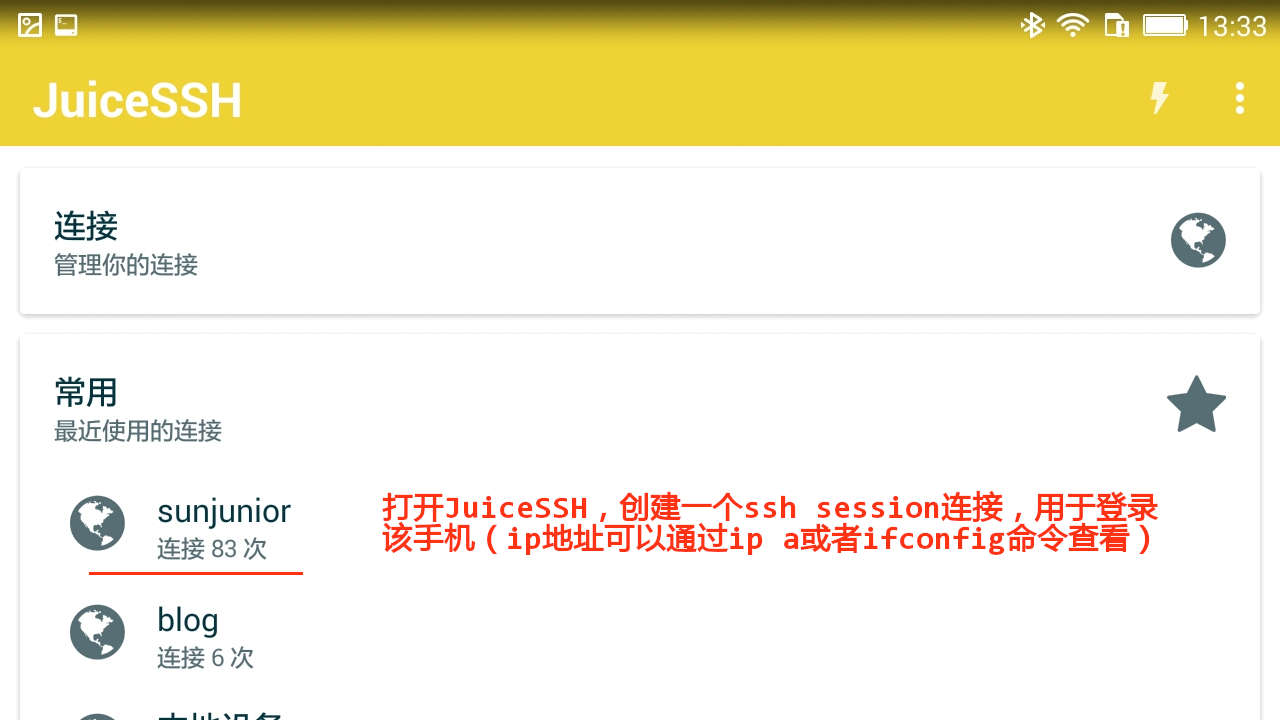 13:33
JuiceSSH
连接
管理你的连接
常用
最近使用的连接
sunjunior
连接 83 次
打开JuiceSSH，创建一个ssh session连接，用于登录
该手机（ip地址可以通过ip a或者ifconfig命令查看）
blog
连接 6 次
本地设备